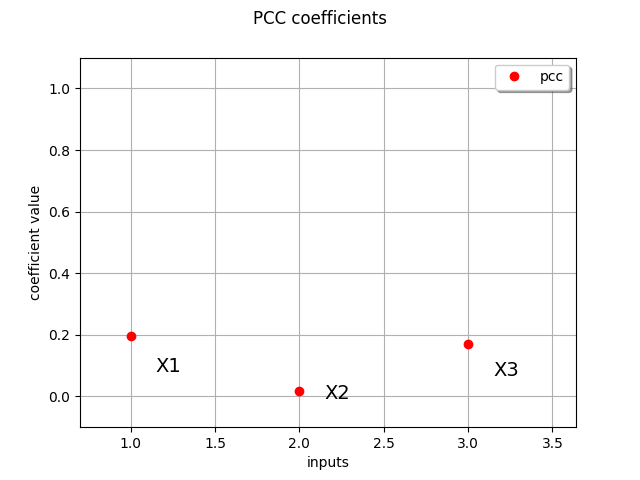 PCC coefficients
pcc
1.0
0.8
0.6
0.4
0.2
0.0
coefficient value
X1
X2
X3
1.0 1.5 2.0 2.5 3.0 3.5
inputs